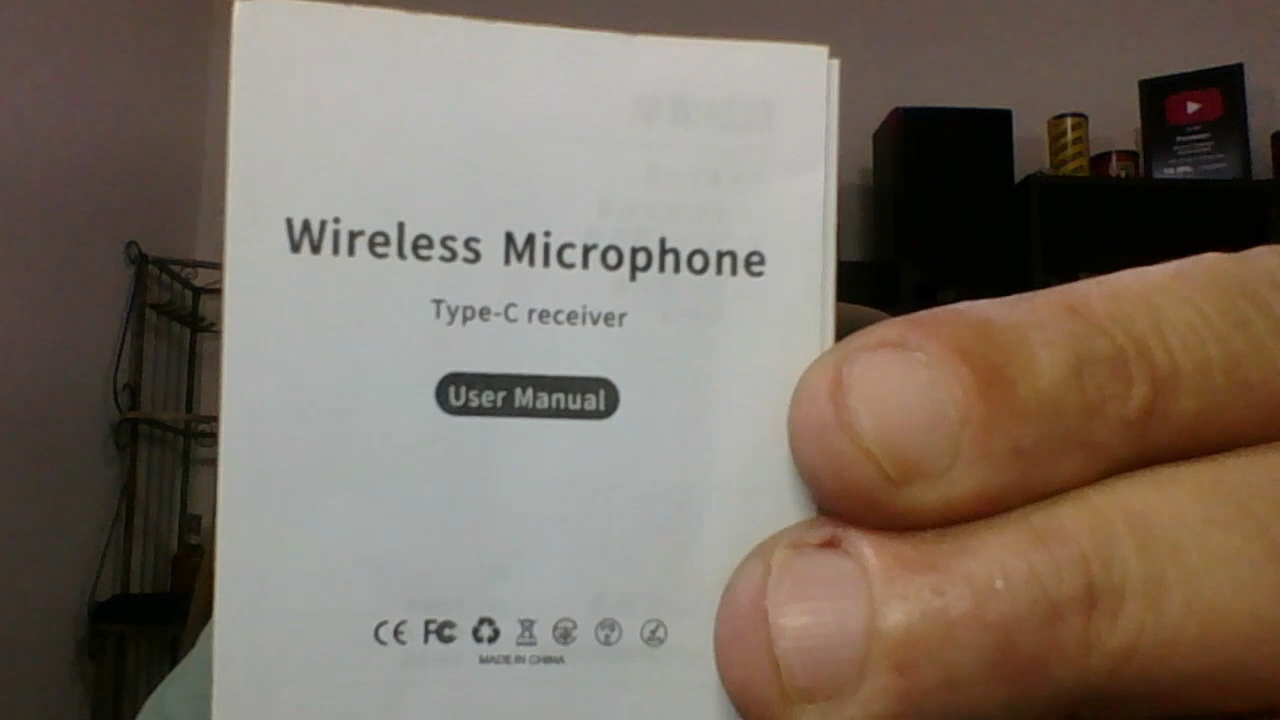 Wireless Microphone
Type-C receiver
User Manual
CE FC
MADE IN CHINA